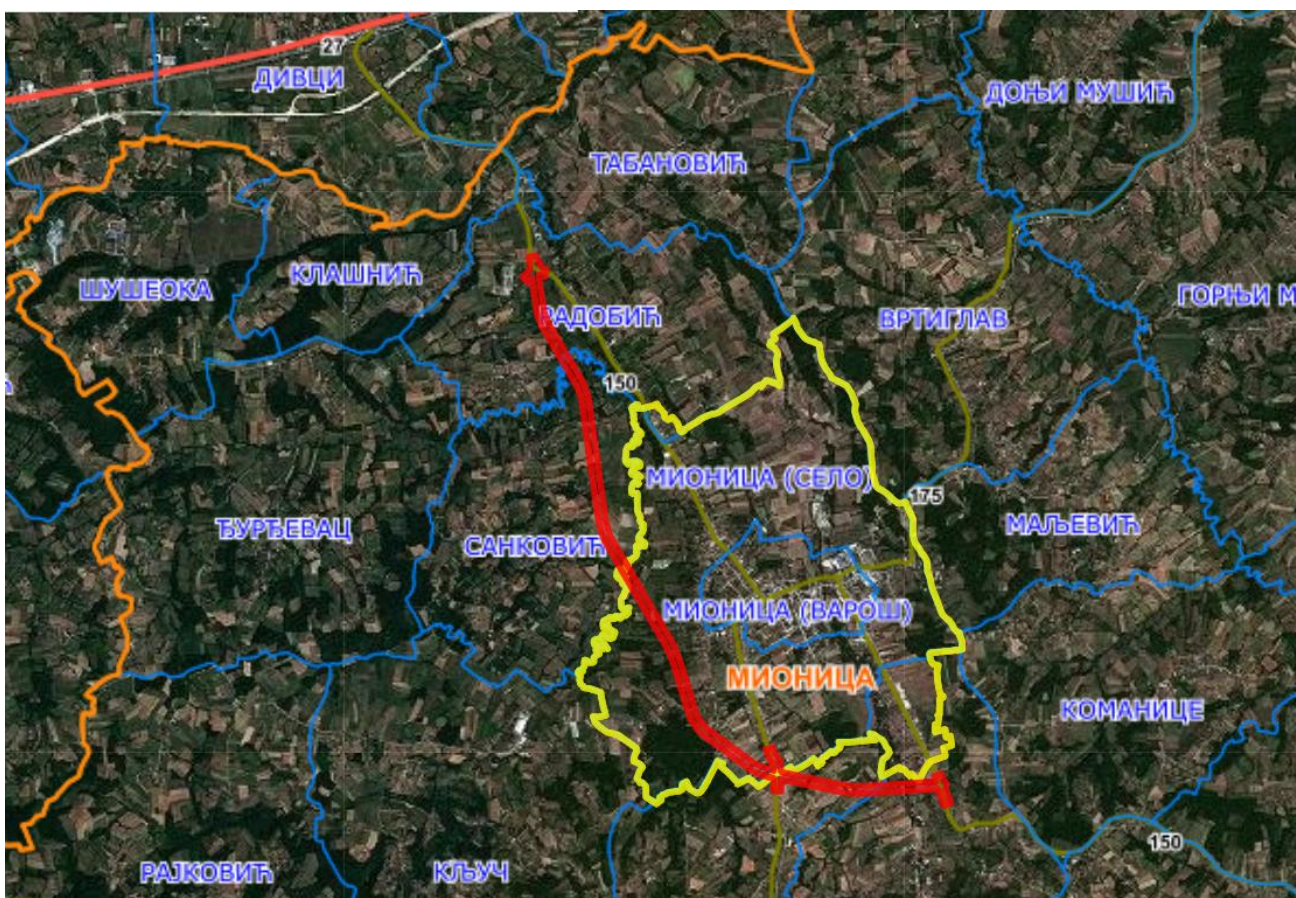 27
ДИВЦИ
ДОЊИ МУШИЋ
ТАБАНОВИЋ
КЛАШНИЋ
ШУШЕОКА
ГОРЊИ М
РАДОБИЋ
ВРТИГЛАВ
150
МИОНИЦА (СЕЛО)
175
ЂУРЂЕВАЦ
САНКОВИЋ
МАЉЕВИЋ
МИОНИЦА (ВАРОШ)
МИОНИЦА
КОМАНИЦЕ
150
РАЈКОВИЋ
КЉУЧ